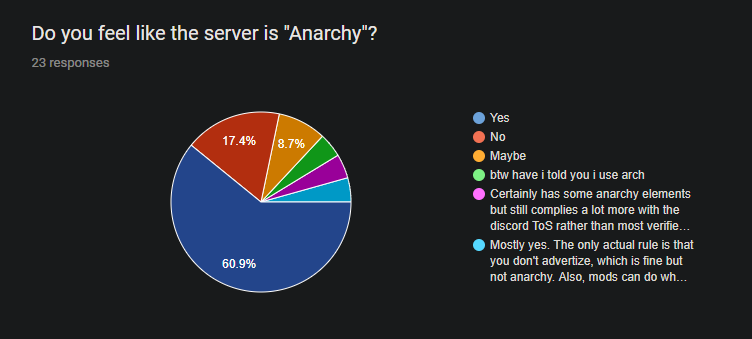 Do you feel like the server is "Anarchy"?
23 responses
17.4%
8.7%
60.9%
Yes
No
Maybe
btw have i told you i use arch
Certainly has some anarchy elements
but still complies a lot more with the
discord ToS rather than most verifie...
Mostly yes. The only actual rule is that
you don't advertize, which is fine but
not anarchy. Also, mods can do wh...